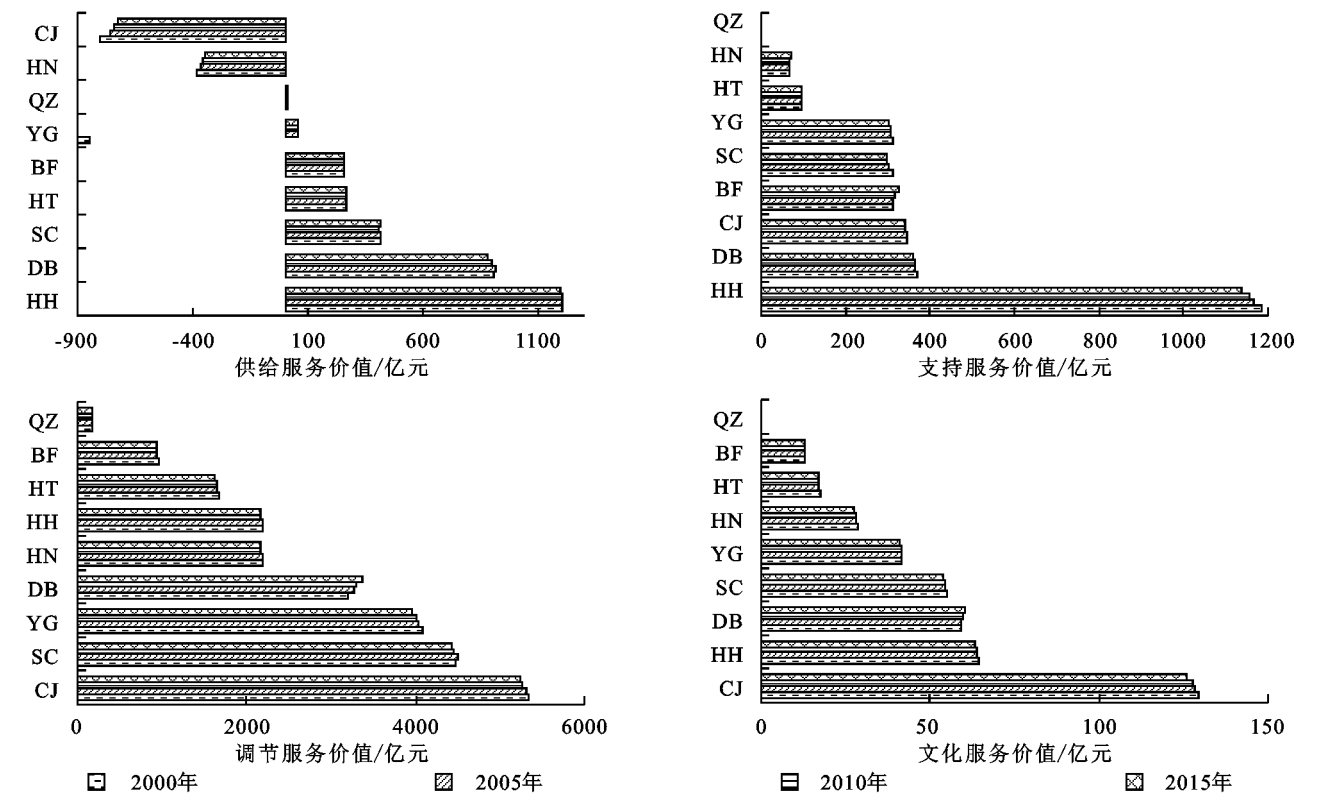 CJ
HN
QZ
YG
BF
HT
SC
DB
HH
-900 -400 100 600 1100
供给服务价值/亿元
QZ
HN
HT
YG
SC
BF
CJ
DB
HH
0 200 400 600 800 1000 1200
支持服务价值/亿元
QZ
BF
HT
HH
HN
DB
YG
SC
CJ
0 2000 4000 6000
调节服务价值/亿元
QZ
BF
HT
HN
YG
SC
DB
HH
CJ
0 50 100 150
文化服务价值/亿元
2000年 2005年 2010年 2015年